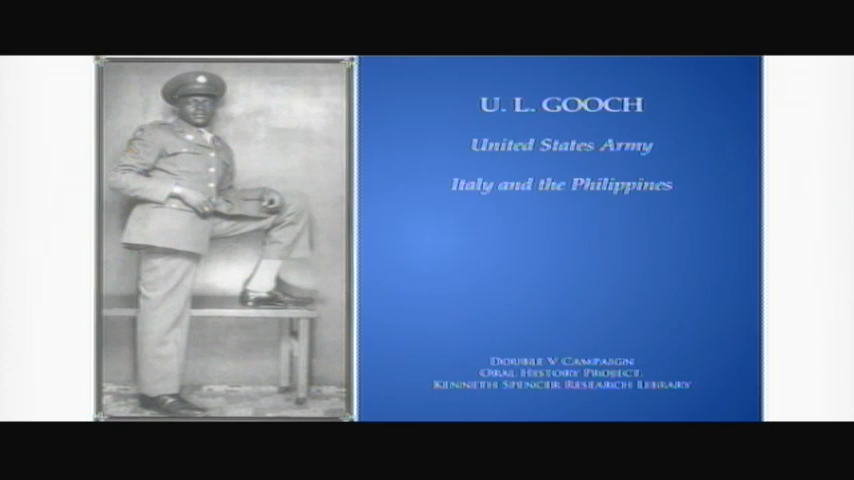 U. L. GOOCH
United States Army
Italy and the Philippines
DOUBLE V CAMPAIGN
ORAL HISTORY PROJECT
KENNETH SPENCER RESEARCH LIBRARY